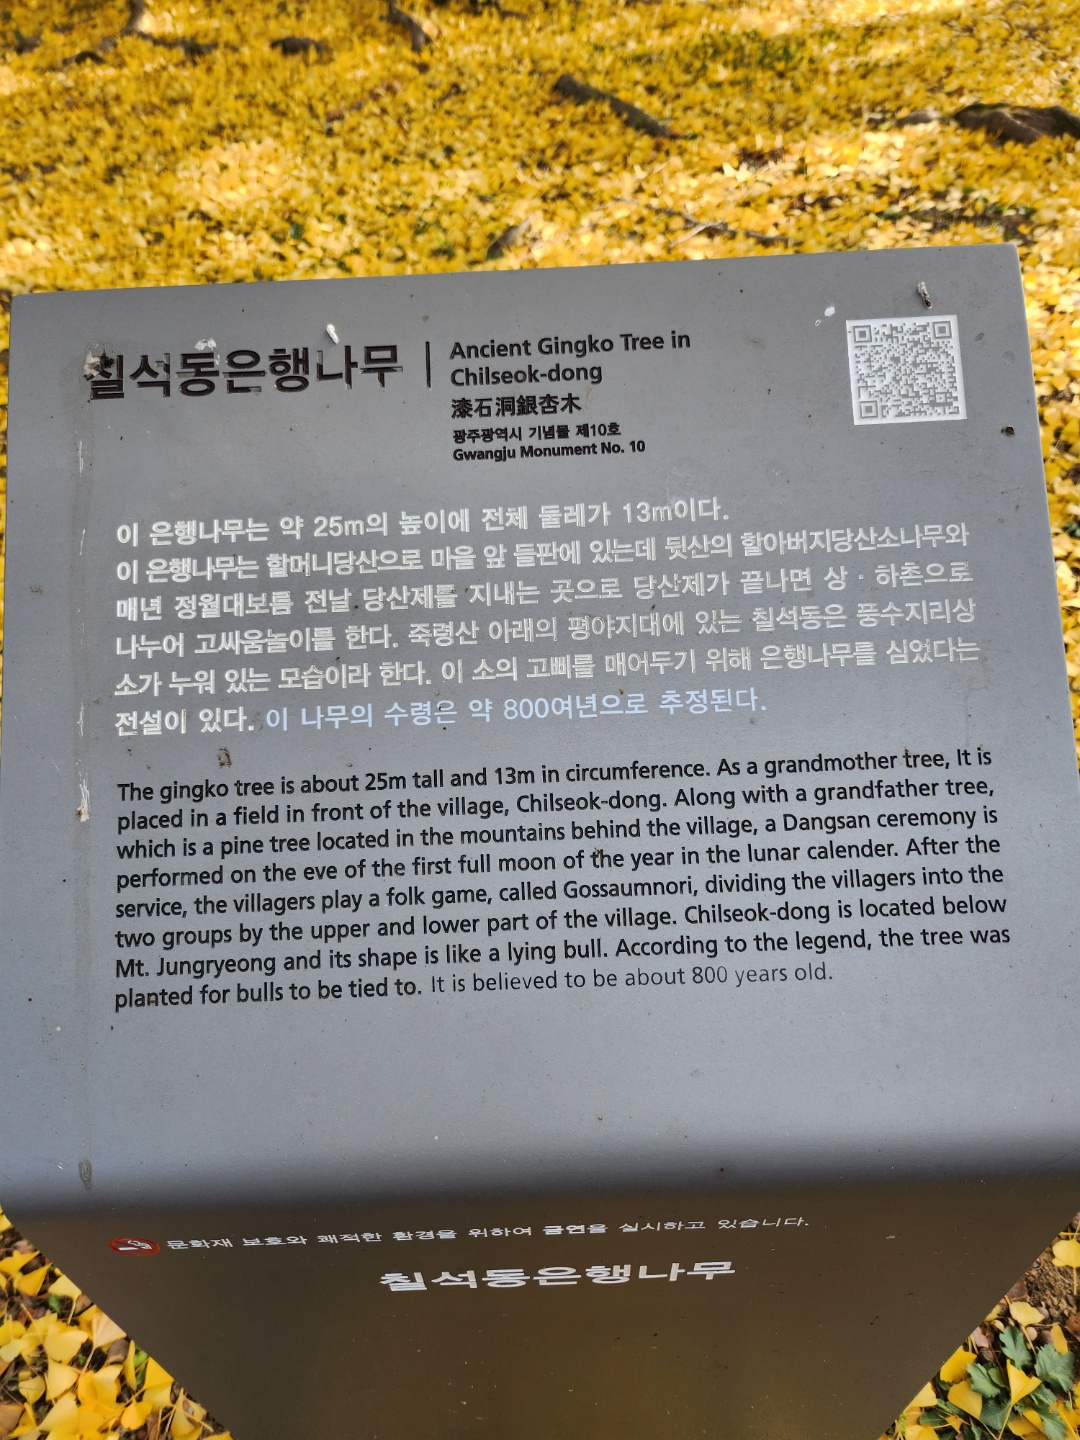 칠석동은행나무
Ancient Gingko Tree in
Chilseok-dong
漆石洞銀杏木
광주광역시 기념물 제10호
Gwangju Monument No. 10
이 은행나무는 약 25m의 높이에 전체 둘레가 13m이다.
이 은행나무는 할머니당산으로 마을 앞 들판에 있는데 뒷산의 할아버지당산소나무와
매년 정월대보름 전날 당산제를 지내는 곳으로 당산제가 끝나면 상·하촌으로
나누어 고싸움놀이를 한다. 죽령산 아래의 평야지대에 있는 칠석동은 풍수지리상
소가 누워 있는 모습이라 한다. 이 소의 고삐를 매어두기 위해 은행나무를 심었다는
전설이 있다. 이 나무의 수령은 약 800여년으로 추정된다.
The gingko tree is about 25m tall and 13m in circumference. As a grandmother tree, It is
placed in a field in front of the village, Chilseok-dong. Along with a grandfather tree,
which is a pine tree located in the mountains behind the village, a Dangsan ceremony is
performed on the eve of the first full moon of the year in the lunar calender. After the
service, the villagers play a folk game, called Gossaumnori, dividing the villagers into the
two groups by the upper and lower part of the village. Chilseok-dong is located below
Mt. Jungryeong and its shape is like a lying bull. According to the legend, the tree was
planted for bulls to be tied to. It is believed to be about 800 years old.
문화재 보호와 쾌적한 환경을 위하여 금연을 실시하고 있습니다.
칠석동은행나무